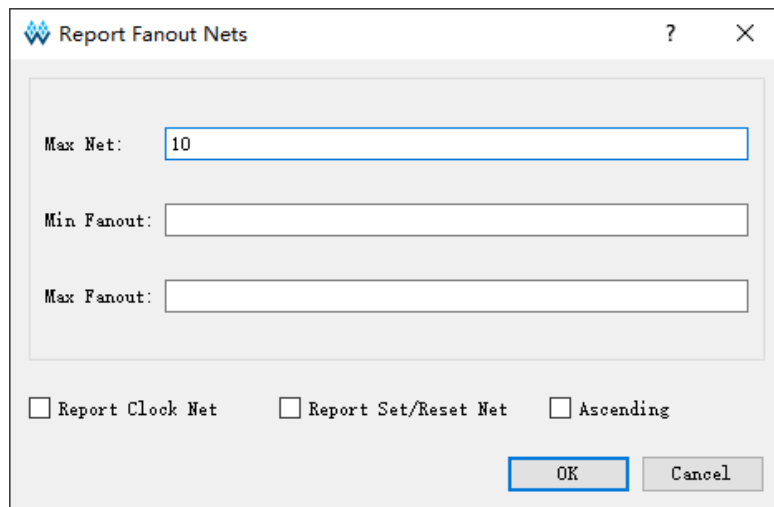 Report Fanout Nets
Max Net: 10
Min Fanout:
Max Fanout:
Report Clock Net Report Set/Reset Net Ascending
OK Cancel